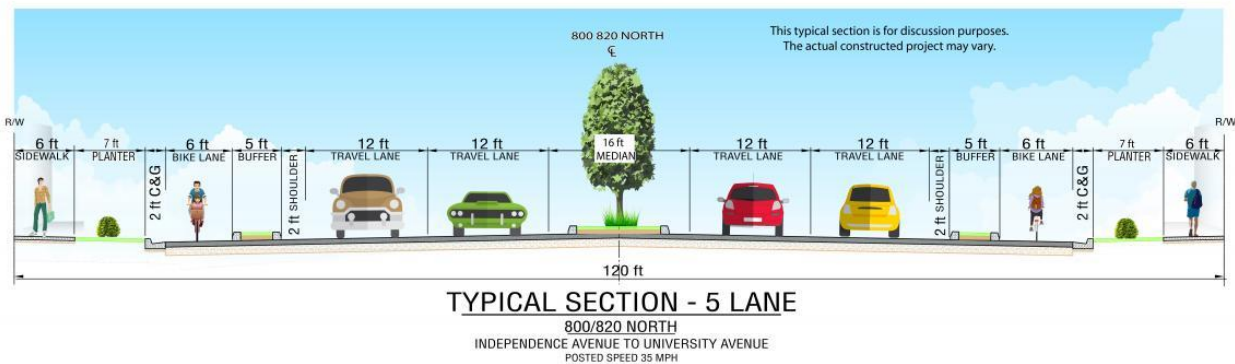 800 820 NORTH
℄
This typical section is for discussion purposes.
The actual constructed project may vary.
R/W
R/W
6 ft
SIDEWALK
7 ft
PLANTER
2 ft C&G
6 ft
BIKE LANE
5 ft
BUFFER
2 ft SHOULDER
12 ft
TRAVEL LANE
12 ft
TRAVEL LANE
16 ft
MEDIAN
12 ft
TRAVEL LANE
12 ft
TRAVEL LANE
2 ft SHOULDER
5 ft
BUFFER
6 ft
BIKE LANE
2 ft C&G
7 ft
PLANTER
6 ft
SIDEWALK
120 ft
TYPICAL SECTION - 5 LANE
800/820 NORTH
INDEPENDENCE AVENUE TO UNIVERSITY AVENUE
POSTED SPEED 35 MPH